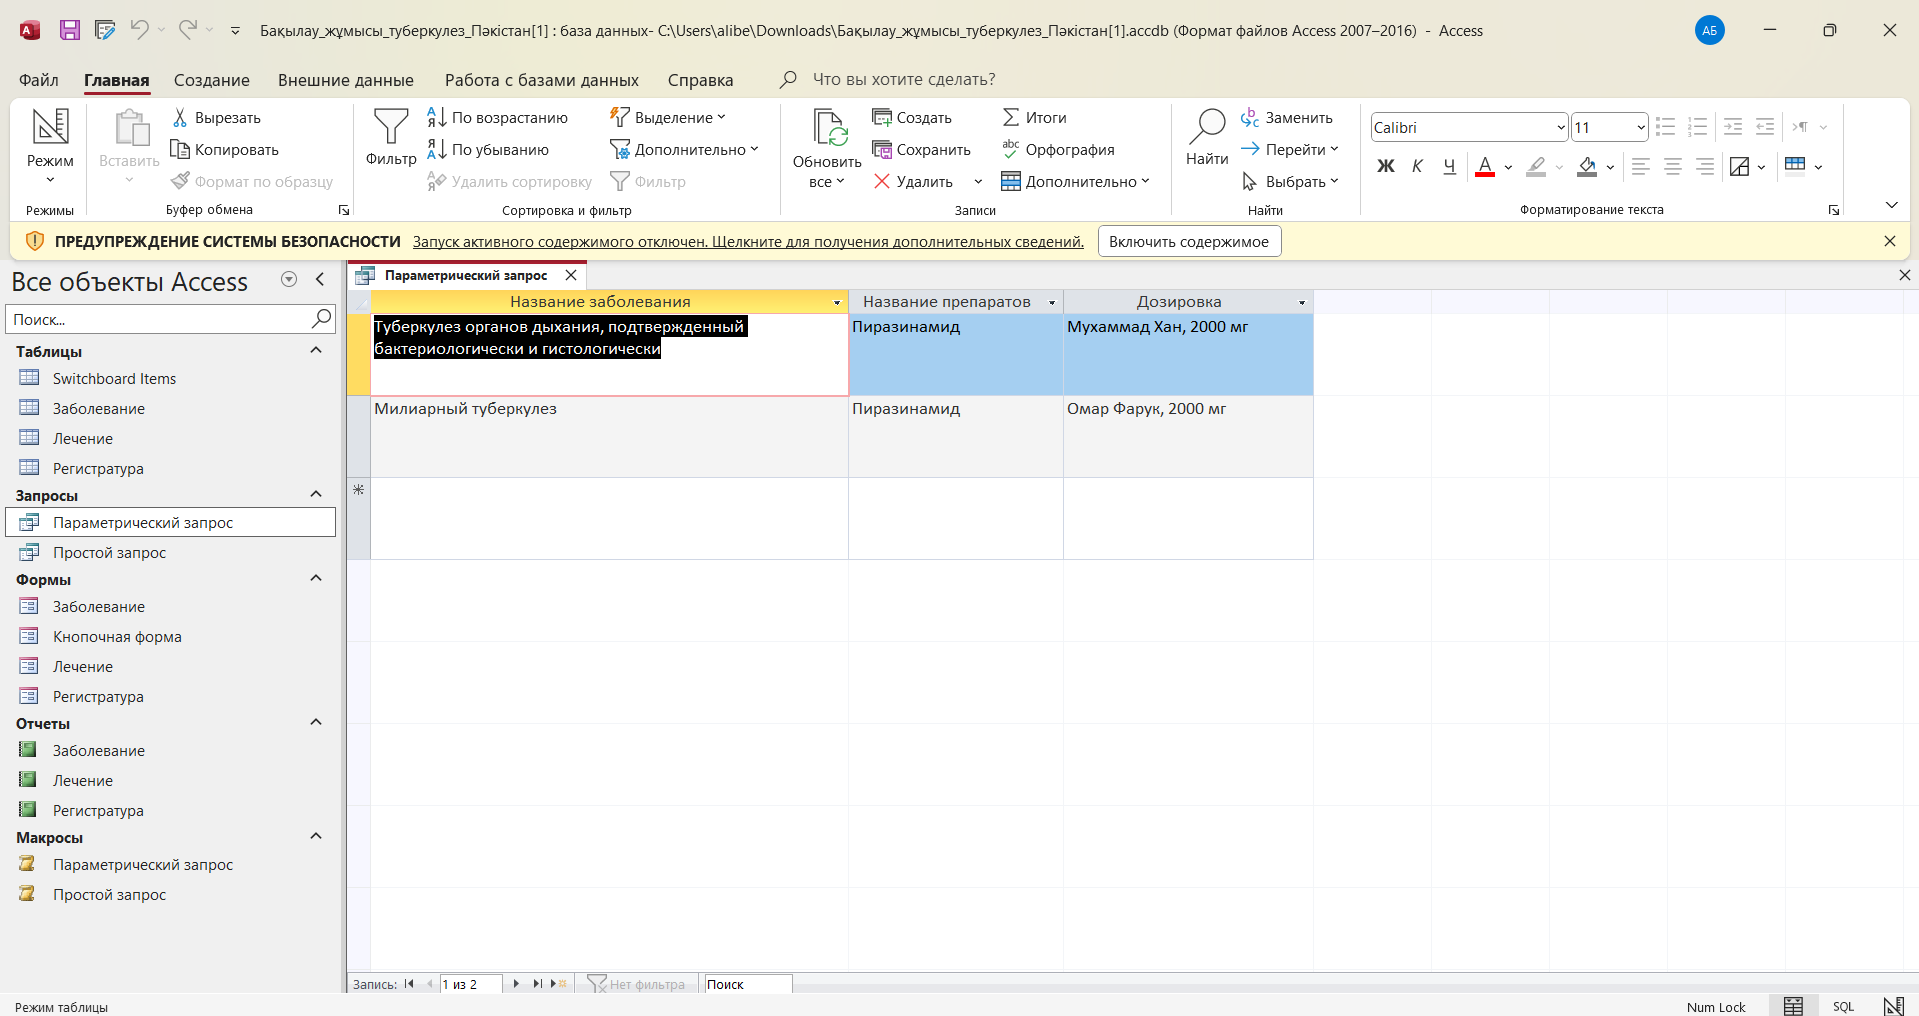 Бақылау_жұмысы_туберкулез_Пәкістан[1] : база данных- C:\Users\alibe\Downloads\Бақылау_жұмысы_туберкулез_Пәкістан[1].accdb (Формат файлов Access 2007–2016) - Access
АБ
Файл Главная Создание Внешние данные Работа с базами данных Справка Что вы хотите сделать?
Режим
Режимы
Вставить
Вырезать
Копировать
Формат по образцу
Буфер обмена
Фильтр
По возрастанию
По убыванию
Удалить сортировку
Выделение
Дополнительно
Фильтр
Сортировка и фильтр
Обновить
все
Создать
Сохранить
Удалить
Итоги
Орфография
Дополнительно
Записи
Найти
Заменить
Перейти
Выбрать
Найти
Calibri 11
Ж К Ч А
Форматирование текста
ПРЕДУПРЕЖДЕНИЕ СИСТЕМЫ БЕЗОПАСНОСТИ Запуск активного содержимого отключен. Щелкните для получения дополнительных сведений. Включить содержимое
Все объекты Access
Поиск...
Таблицы
Switchboard Items
Заболевание
Лечение
Регистратура
Запросы
Параметрический запрос
Простой запрос
Формы
Заболевание
Кнопочная форма
Лечение
Регистратура
Отчеты
Заболевание
Лечение
Регистратура
Макросы
Параметрический запрос
Простой запрос
Параметрический запрос
Название заболевания Название препаратов Дозировка
Туберкулез органов дыхания, подтвержденный
бактериологически и гистологически
Пиразинамид Мухаммад Хан, 2000 мг
Милиарный туберкулез Пиразинамид Омар Фарук, 2000 мг
Запись: 1 из 2 Нет фильтра Поиск
Режим таблицы Num Lock SQL